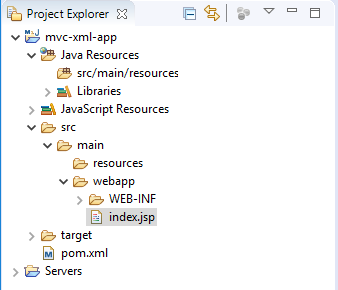 Project Explorer
mvc-xml-app
Java Resources
src/main/resources
Libraries
JavaScript Resources
src
main
resources
webapp
WEB-INF
index.jsp
target
pom.xml
Servers